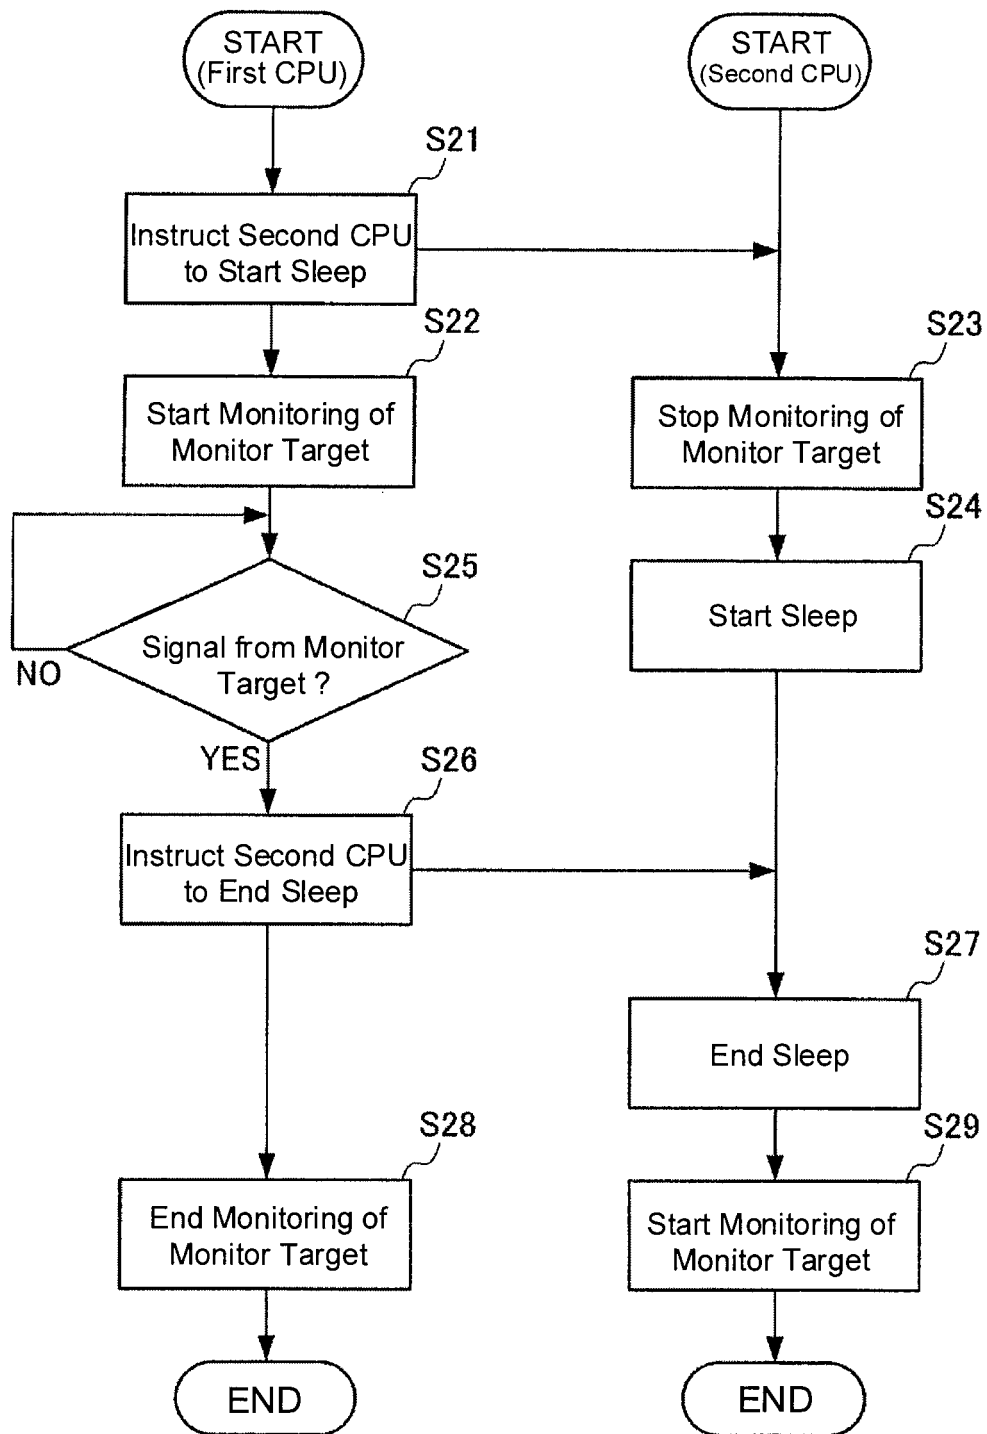 START
(First CPU)
START
(Second CPU)
S21
Instruct Second CPU
to Start Sleep
S22
Start Monitoring of
Monitor Target
S23
Stop Monitoring of
Monitor Target
S24
Start Sleep
S25
Signal from Monitor
Target ?
NO
YES
S26
Instruct Second CPU
to End Sleep
S27
End Sleep
S28
End Monitoring of
Monitor Target
S29
Start Monitoring of
Monitor Target
END
END